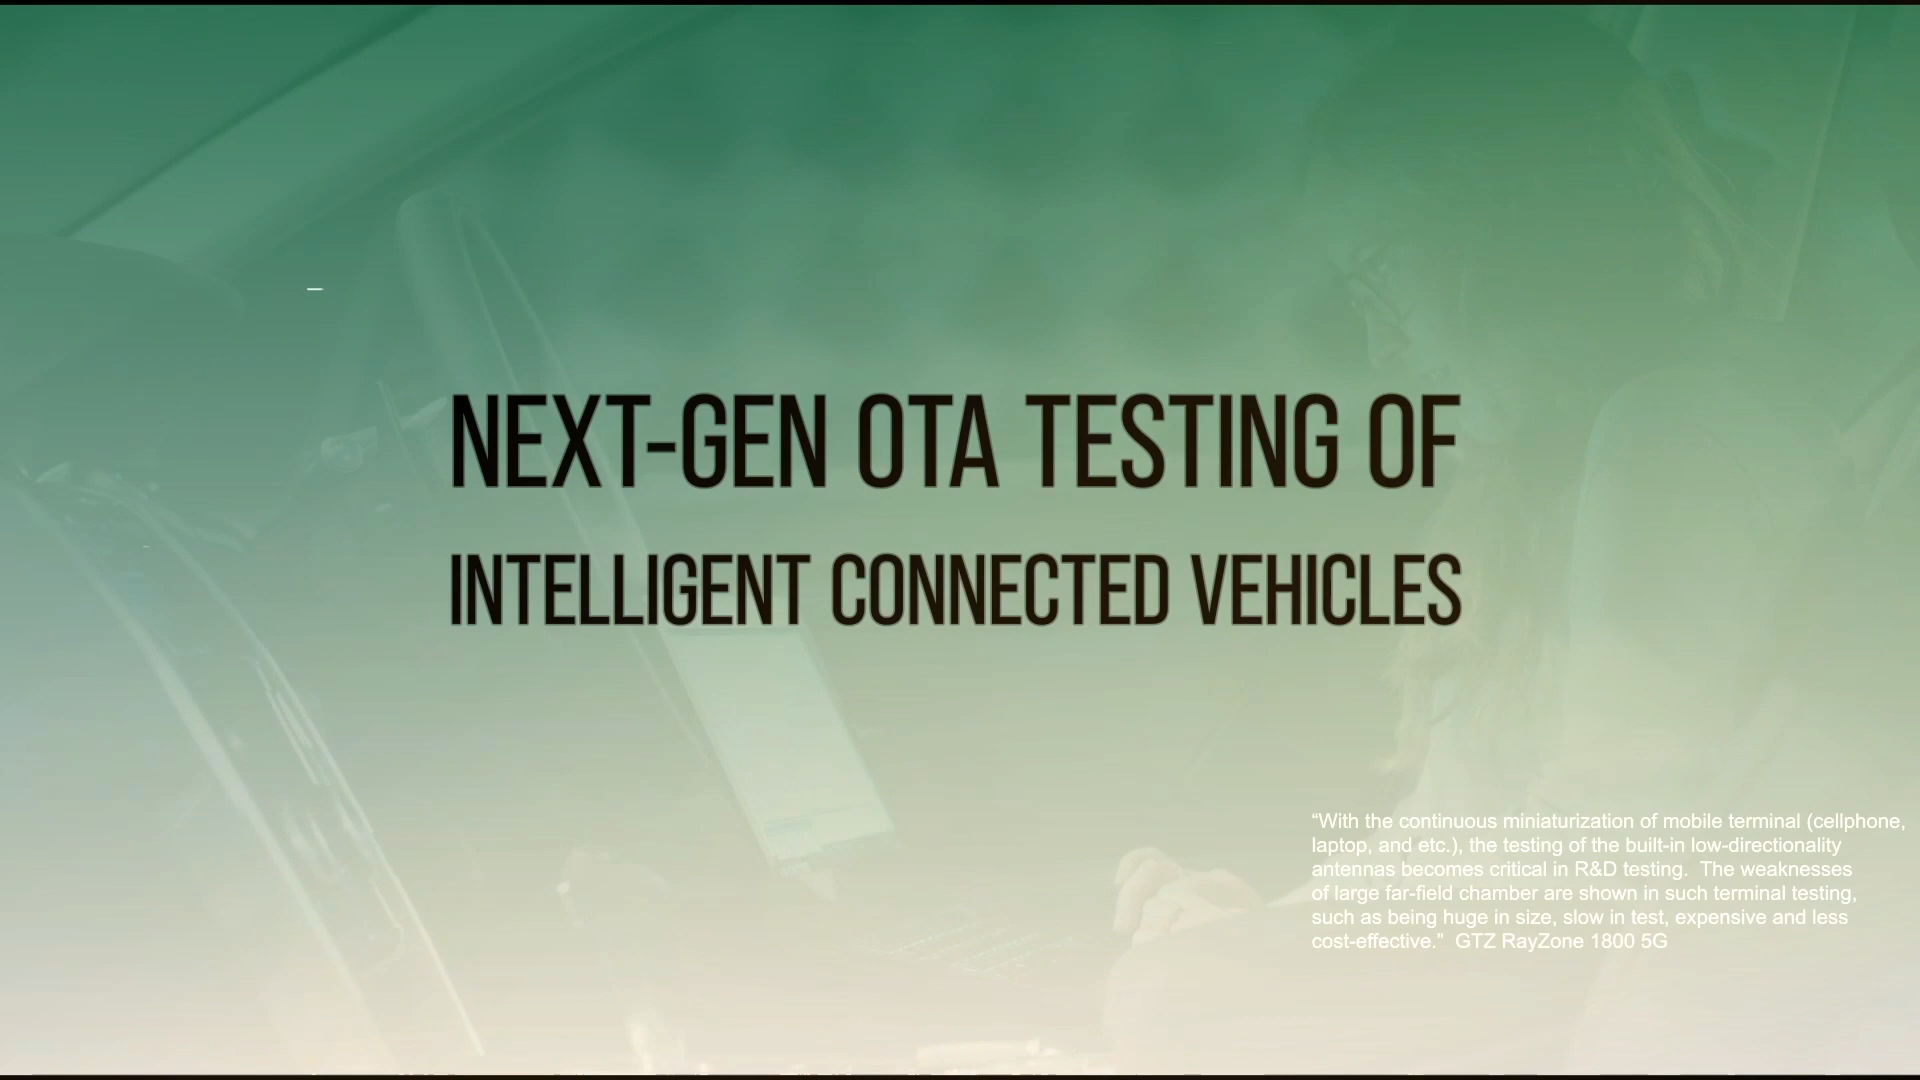 NEXT-GEN OTA TESTING OF
INTELLIGENT CONNECTED VEHICLES
“With the continuous miniaturization of mobile terminal (cellphone,
laptop, and etc.), the testing of the built-in low-directionality
antennas becomes critical in R&D testing.  The weaknesses
of large far-field chamber are shown in such terminal testing,
such as being huge in size, slow in test, expensive and less
cost-effective.”  GTZ RayZone 1800 5G